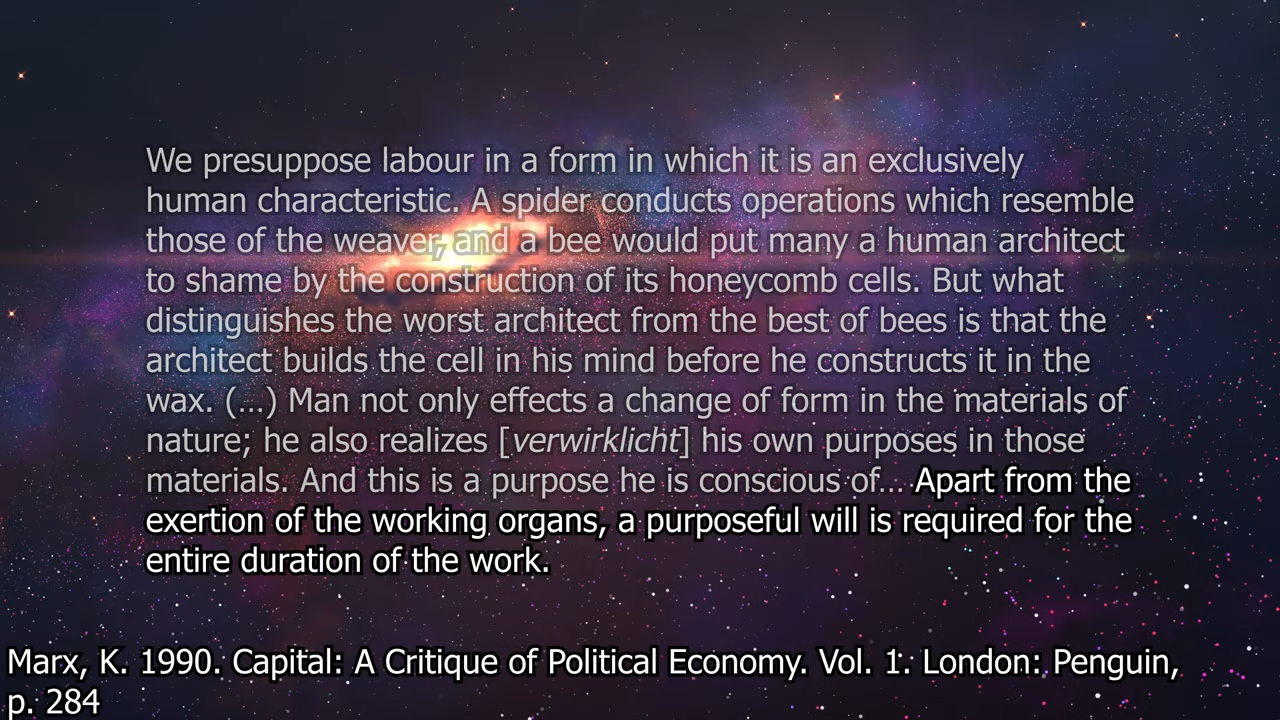 We presuppose labour in a form in which it is an exclusively
human characteristic. A spider conducts operations which resemble
those of the weaver, and a bee would put many a human architect
to shame by the construction of its honeycomb cells. But what
distinguishes the worst architect from the best of bees is that the
architect builds the cell in his mind before he constructs it in the
wax. (…) Man not only effects a change of form in the materials of
nature; he also realizes [verwirklicht] his own purposes in those
materials. And this is a purpose he is conscious of… Apart from the
exertion of the working organs, a purposeful will is required for the
entire duration of the work.
Marx, K. 1990. Capital: A Critique of Political Economy. Vol. 1. London: Penguin,
p. 284